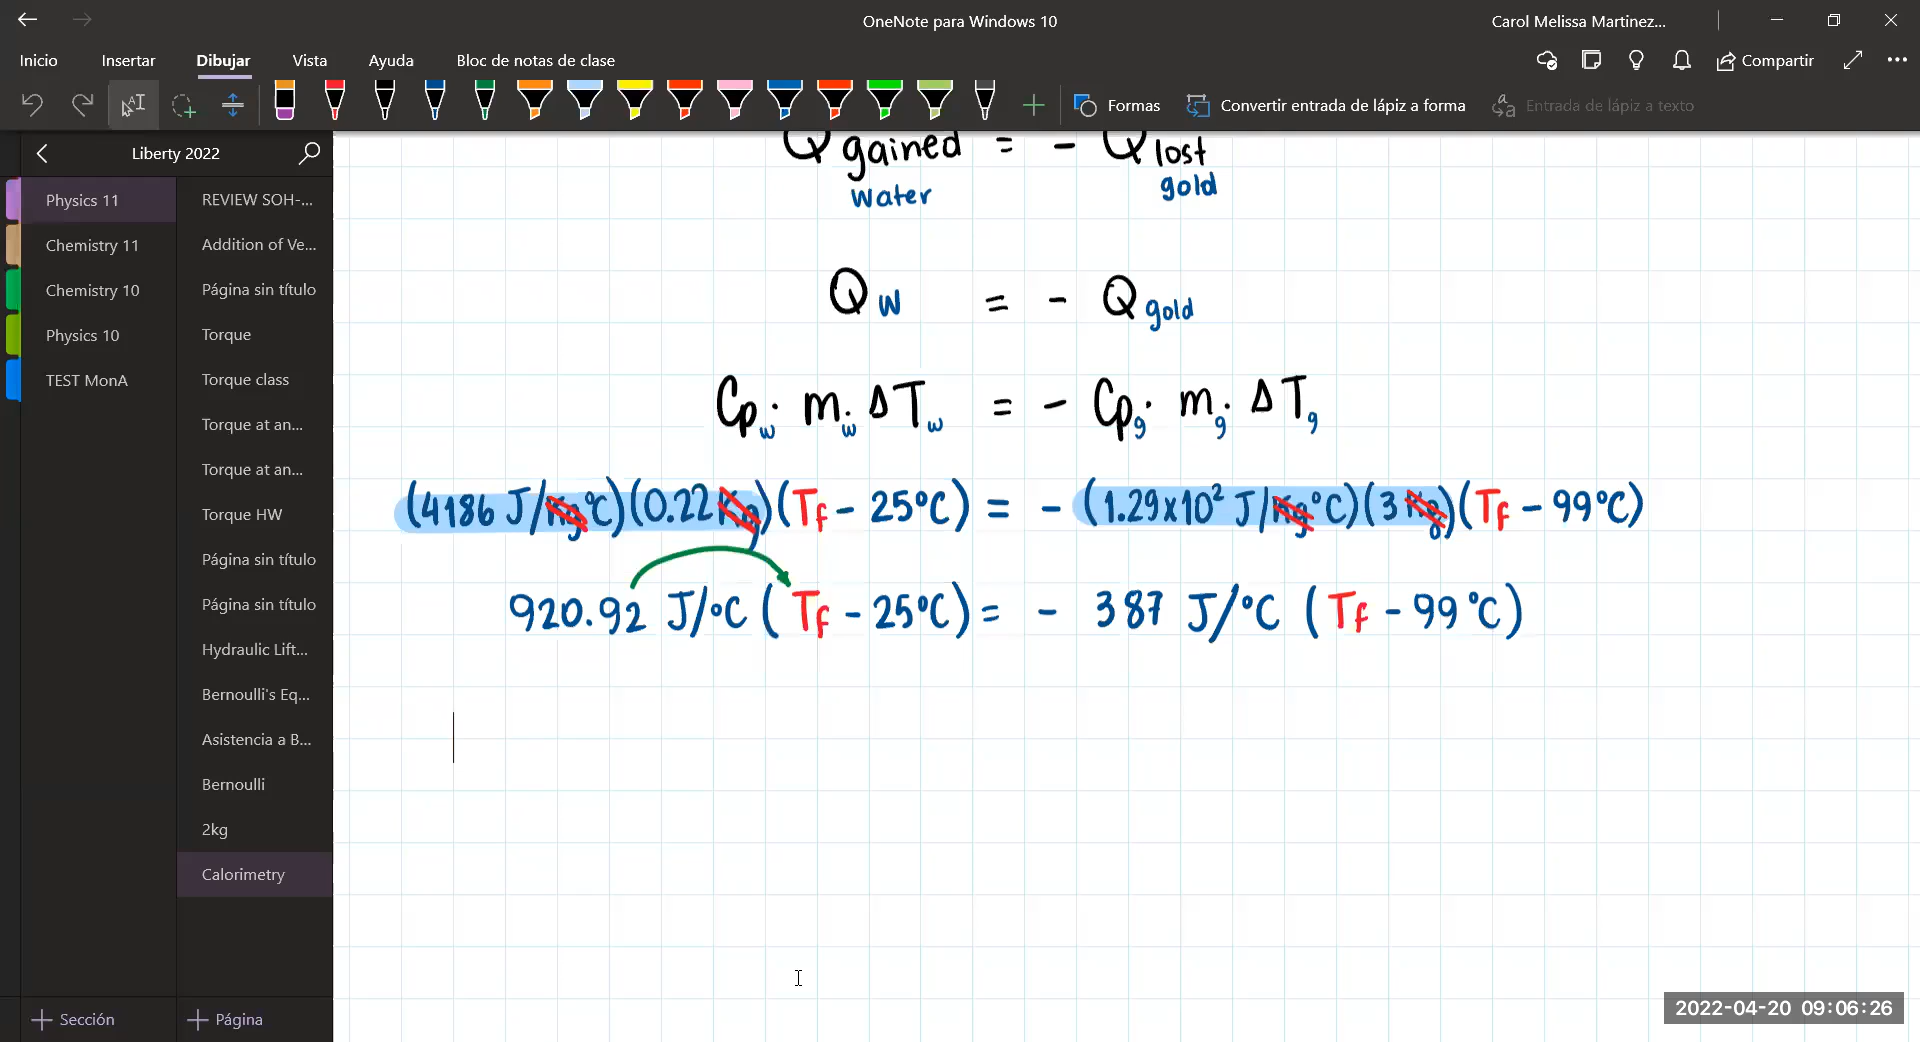 OneNote para Windows 10
Carol Melissa Martinez...
Inicio
Insertar
Dibujar
Vista
Ayuda
Bloc de notas de clase
Compartir
Formas
Convertir entrada de lápiz a forma
Entrada de lápiz a texto
Liberty 2022
Physics 11
Chemistry 11
Chemistry 10
Physics 10
TEST MonA
REVIEW SOH-...
Addition of Ve...
Página sin título
Torque
Torque class
Torque at an...
Torque at an...
Torque HW
Página sin título
Página sin título
Hydraulic Lift...
Bernoulli's Eq...
Asistencia a B...
Bernoulli
2kg
Calorimetry
Sección
Página
Q gained = - Q lost
water gold
Q w = - Q gold
Cp w · m w · ΔT w = - Cp g · m g · ΔT g
(4186 J/kg°C)(0.22 kg)(Tf - 25°C) = - (1.29x10² J/kg°C)(3 kg)(Tf - 99°C)
920.92 J/°C (Tf - 25°C) = - 387 J/°C (Tf - 99°C)
2022-04-20 09:06:26